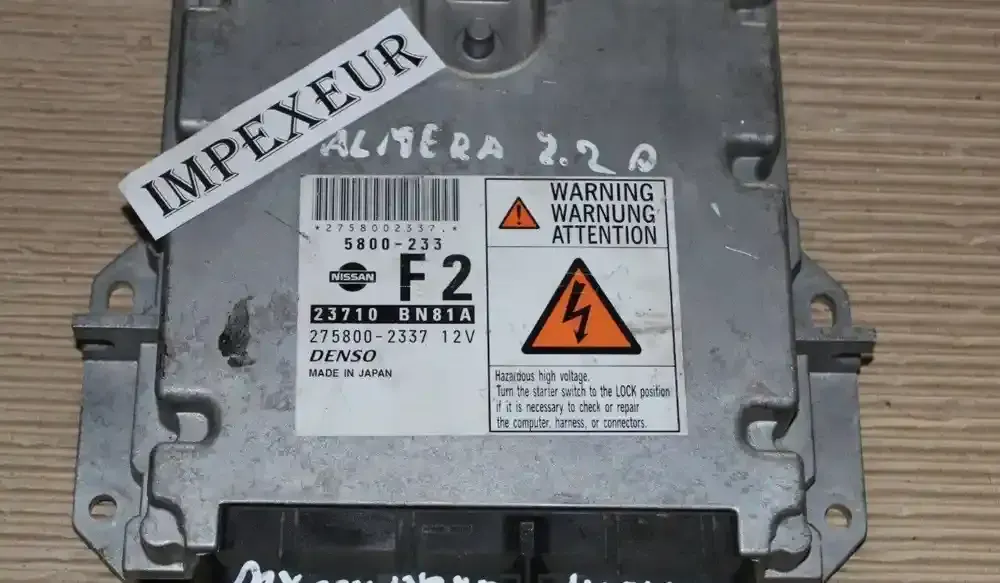 IMPEXEUR
ALMERA 2.2 D
*2758002337.*
5800-233
NISSAN
F2
23710 BN81A
275800-2337 12V
DENSO
MADE IN JAPAN
WARNING
WARNUNG
ATTENTION
Hazardous high voltage.
Turn the starter switch to the LOCK position
if it is necessary to check or repair
the computer, harness, or connectors.